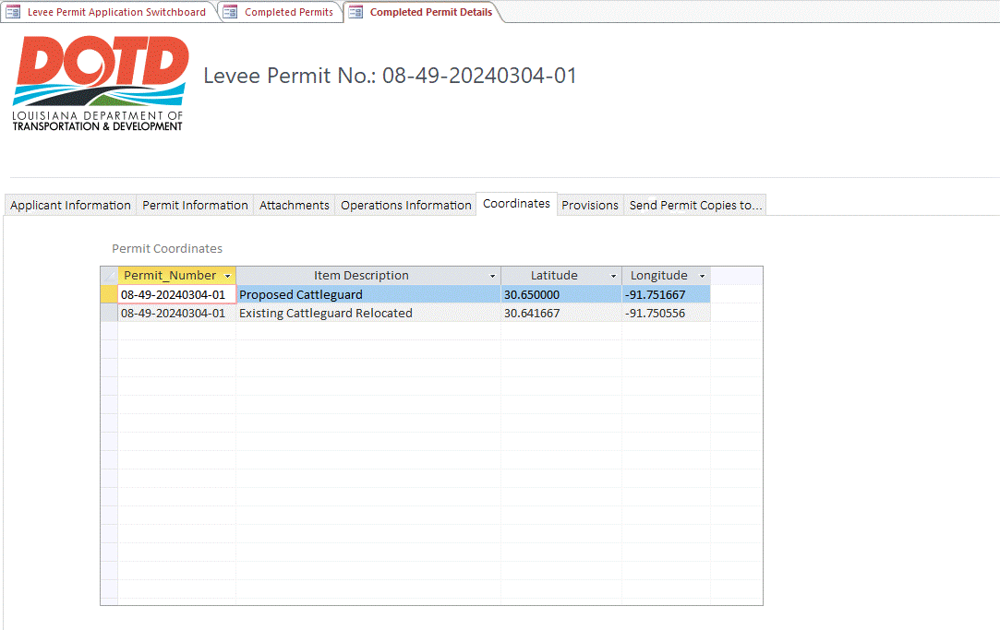 Levee Permit Application Switchboard Completed Permits Completed Permit Details
DOTD
LOUISIANA DEPARTMENT OF
TRANSPORTATION & DEVELOPMENT
Levee Permit No.: 08-49-20240304-01
Applicant Information Permit Information Attachments Operations Information Coordinates Provisions Send Permit Copies to...
Permit Coordinates
Permit_Number Item Description Latitude Longitude
08-49-20240304-01 Proposed Cattleguard 30.650000 -91.751667
08-49-20240304-01 Existing Cattleguard Relocated 30.641667 -91.750556